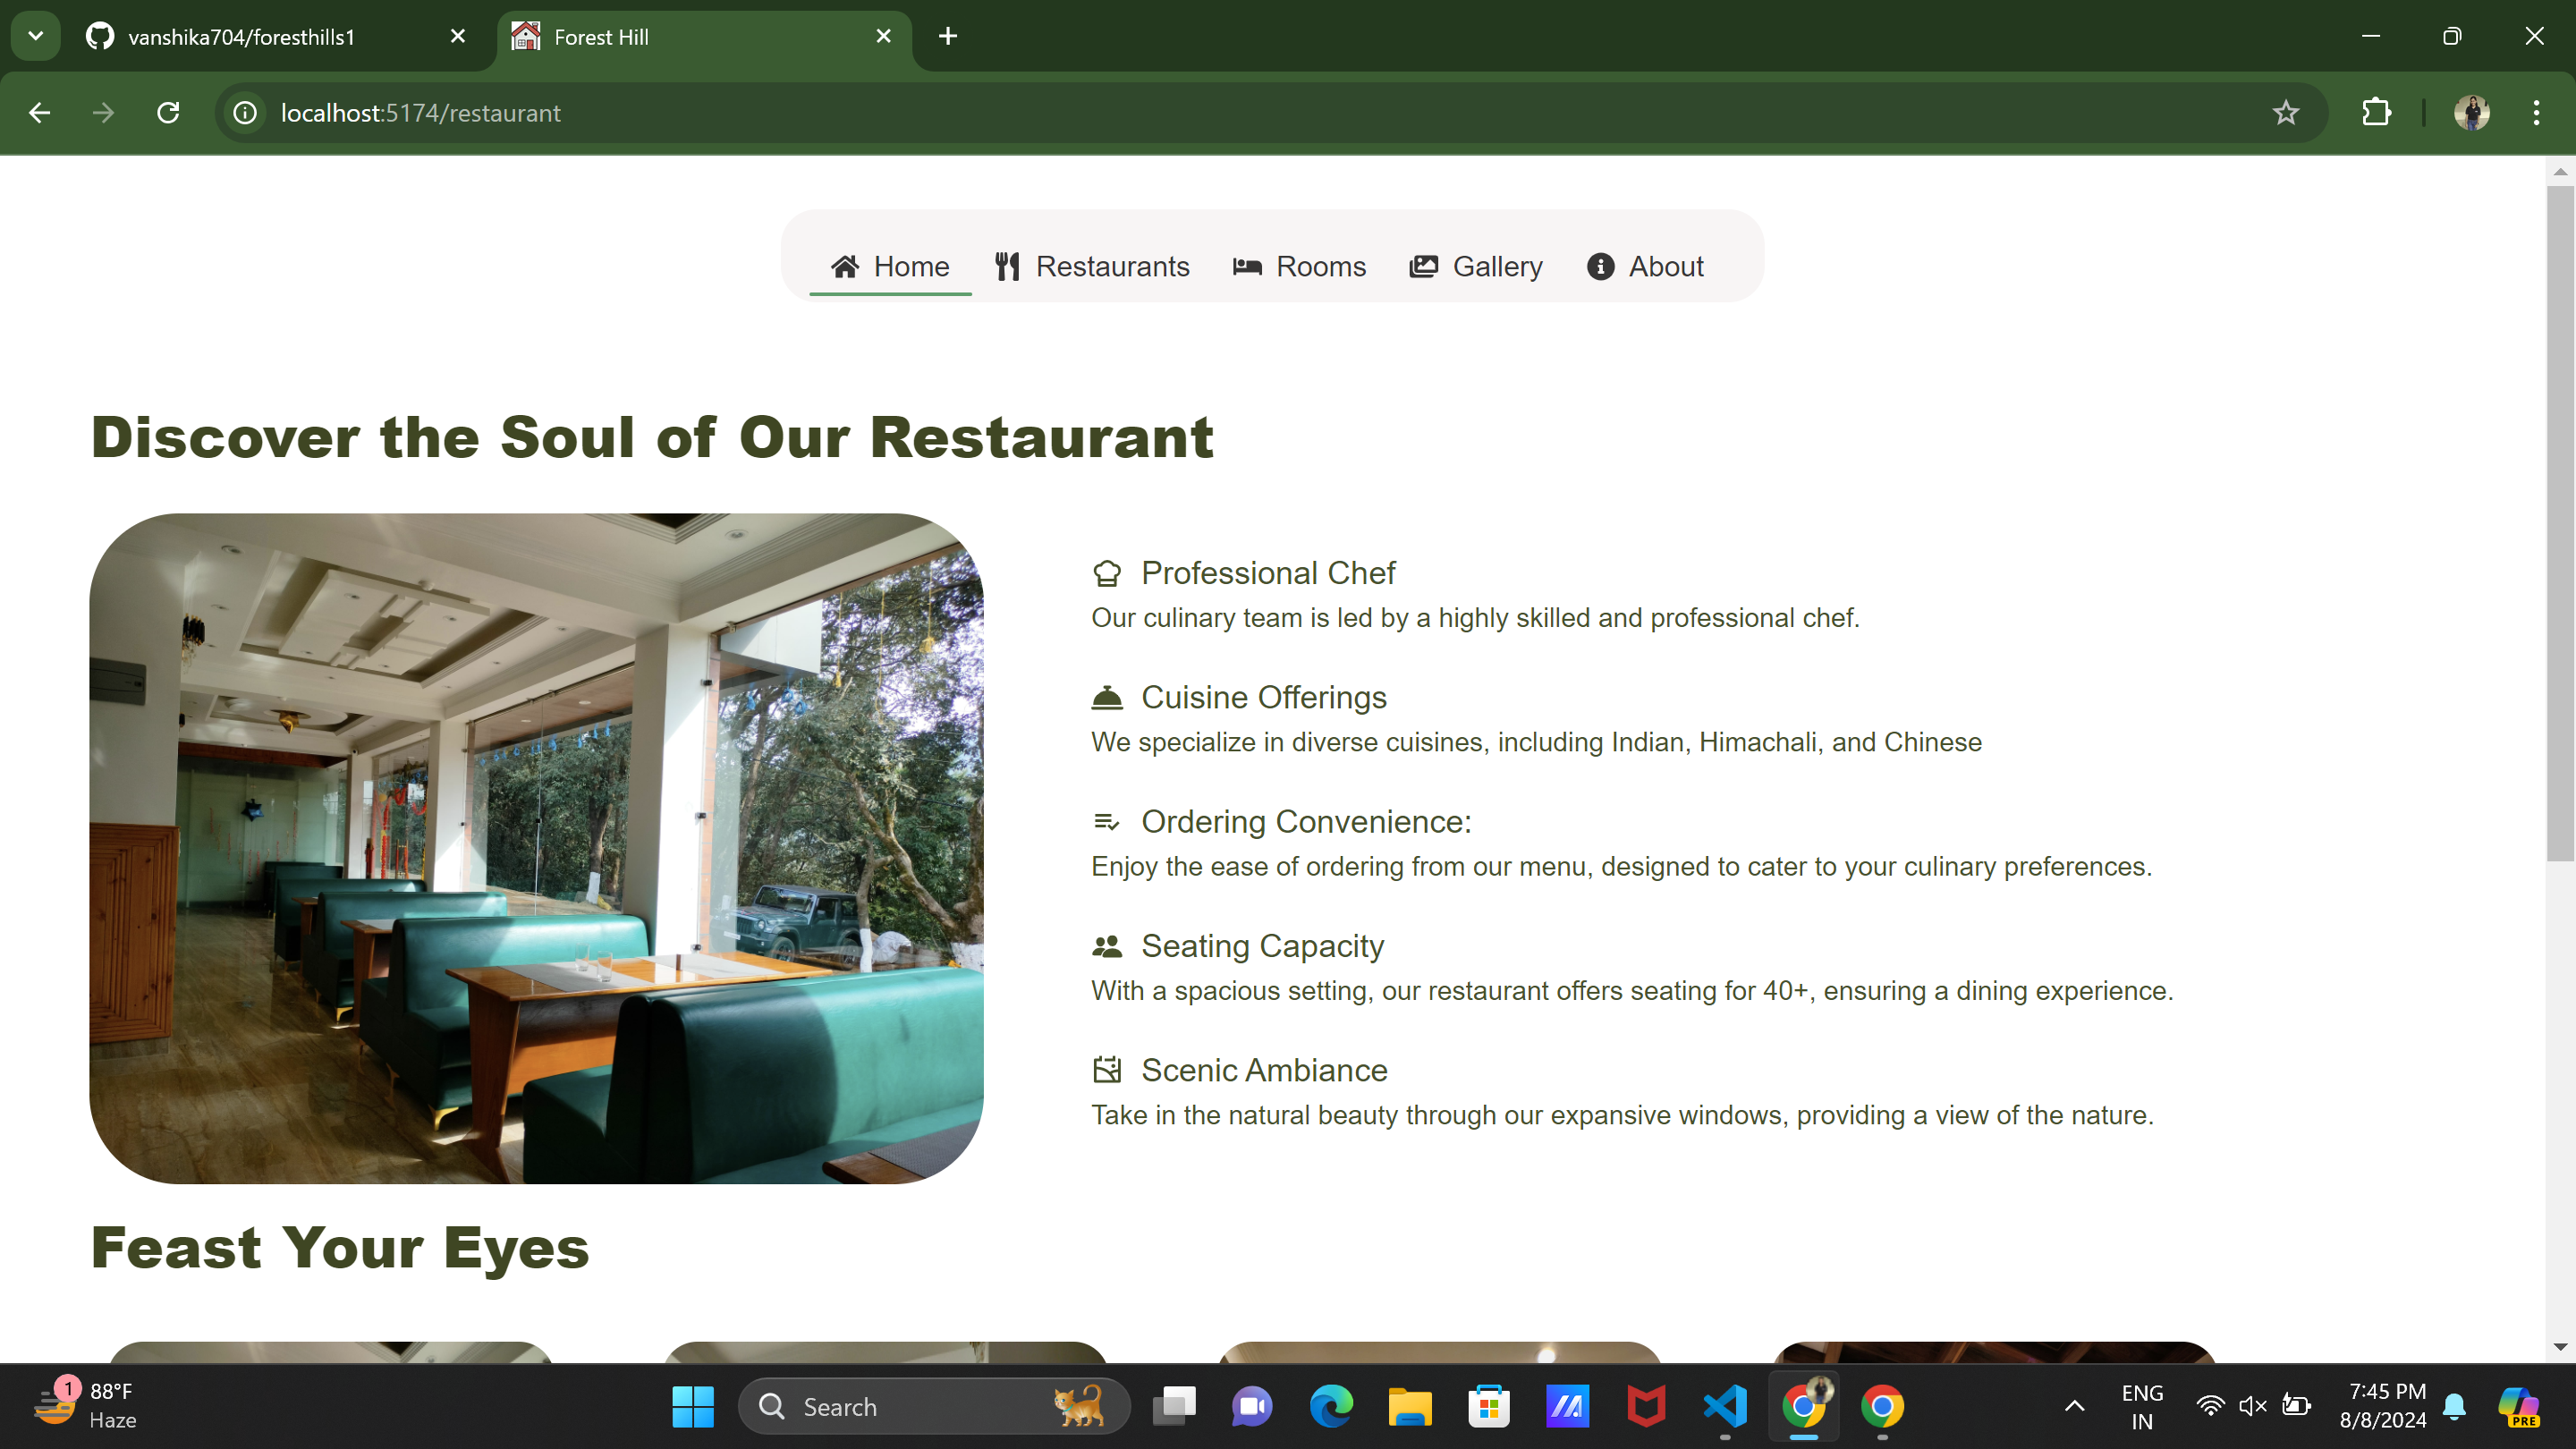 vanshika704/foresthills1
Forest Hill
localhost:5174/restaurant
Home Restaurants Rooms Gallery About
Discover the Soul of Our Restaurant
Professional Chef
Our culinary team is led by a highly skilled and professional chef.
Cuisine Offerings
We specialize in diverse cuisines, including Indian, Himachali, and Chinese
Ordering Convenience:
Enjoy the ease of ordering from our menu, designed to cater to your culinary preferences.
Seating Capacity
With a spacious setting, our restaurant offers seating for 40+, ensuring a dining experience.
Scenic Ambiance
Take in the natural beauty through our expansive windows, providing a view of the nature.
Feast Your Eyes
1
88°F
Haze
Search
ENG
IN
7:45 PM
8/8/2024
PRE